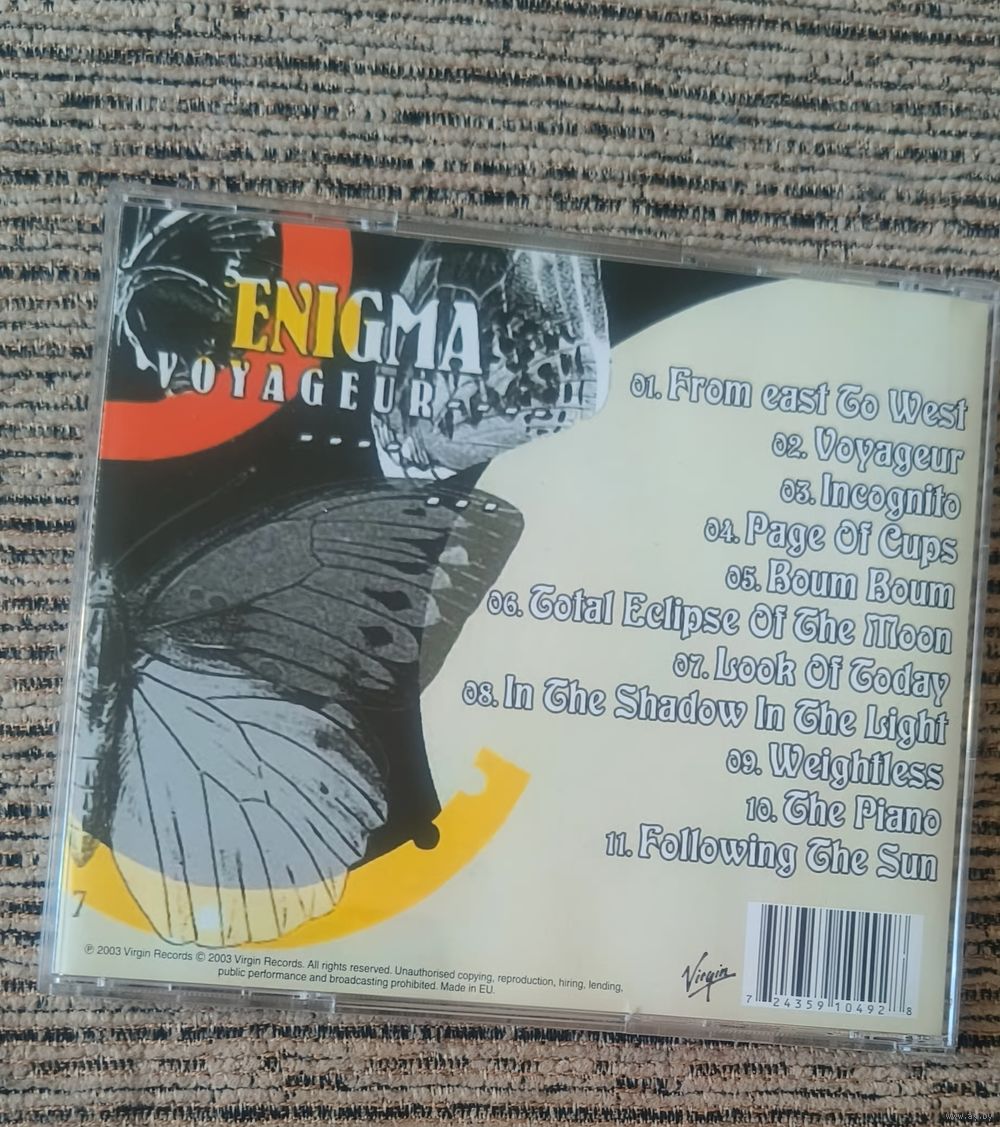 5
ENIGMA
VOYAGEUR
01. From east To West
02. Voyageur
03. Incognito
04. Page Of Cups
05. Boum Boum
06. Total Eclipse Of The Moon
07. Look Of Today
08. In The Shadow In The Light
09. Weightless
10. The Piano
11. Following The Sun
7
℗ 2003 Virgin Records © 2003 Virgin Records. All rights reserved. Unauthorised copying, reproduction, hiring, lending,
public performance and broadcasting prohibited. Made in EU.
Virgin
7 24359 10492 8